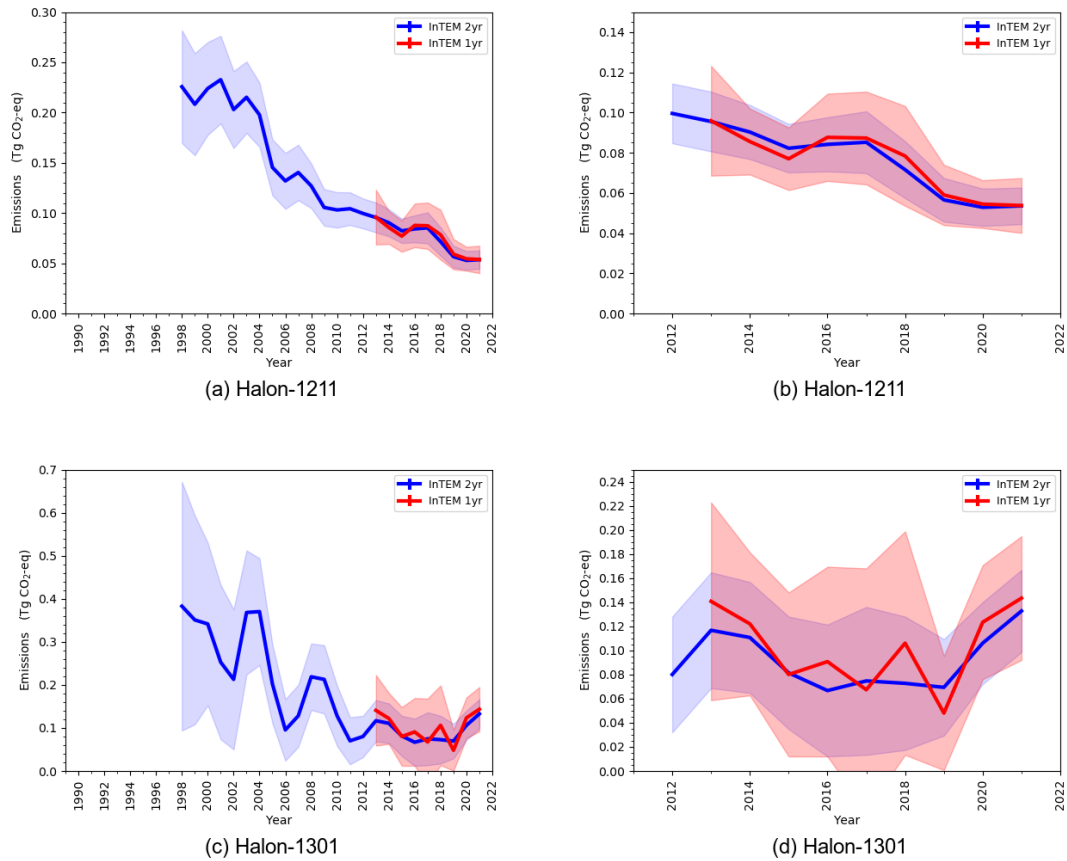 0.30
0.25
0.20
0.15
0.10
0.05
0.00
Emissions (Tg CO₂-eq)
InTEM 2yr
InTEM 1yr
1990 1992 1994 1996 1998 2000 2002 2004 2006 2008 2010 2012 2014 2016 2018 2020 2022
Year
(a) Halon-1211
0.14
0.12
0.10
0.08
0.06
0.04
0.02
0.00
Emissions (Tg CO₂-eq)
InTEM 2yr
InTEM 1yr
2012 2014 2016 2018 2020 2022
Year
(b) Halon-1211
0.7
0.6
0.5
0.4
0.3
0.2
0.1
0.0
Emissions (Tg CO₂-eq)
InTEM 2yr
InTEM 1yr
1990 1992 1994 1996 1998 2000 2002 2004 2006 2008 2010 2012 2014 2016 2018 2020 2022
Year
(c) Halon-1301
0.24
0.22
0.20
0.18
0.16
0.14
0.12
0.10
0.08
0.06
0.04
0.02
0.00
Emissions (Tg CO₂-eq)
InTEM 2yr
InTEM 1yr
2012 2014 2016 2018 2020 2022
Year
(d) Halon-1301